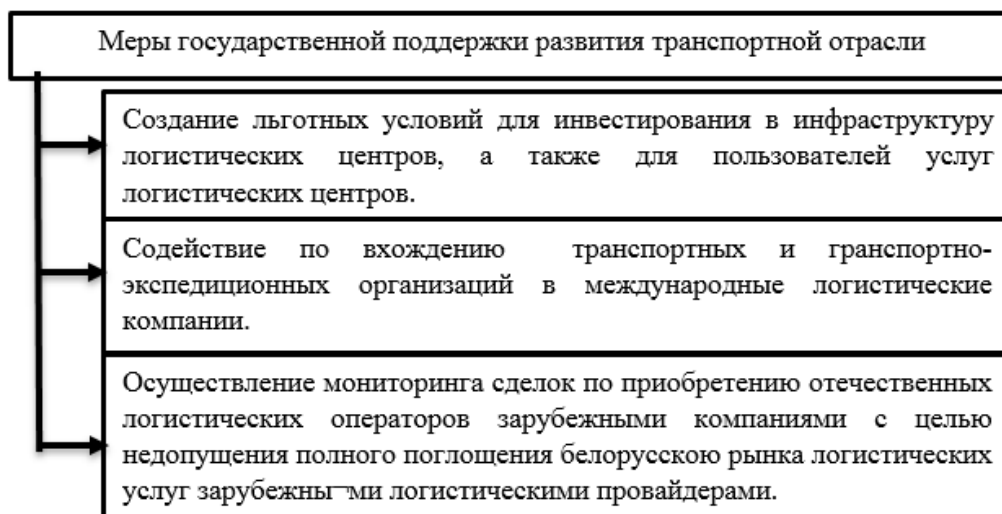 Меры государственной поддержки развития транспортной отрасли
Создание льготных условий для инвестирования в инфраструктуру
логистических центров, а также для пользователей услуг
логистических центров.
Содействие по вхождению транспортных и гранспортно-
экспедиционных организаций в международные логистические
компании.
Осуществление мониторинга сделок по приобретению отечественных
логистических операторов зарубежными компаниями с целью
недопущения полного поглощения белорусскою рынка логистических
услуг зарубежны¬ми логистическими провайдерами.